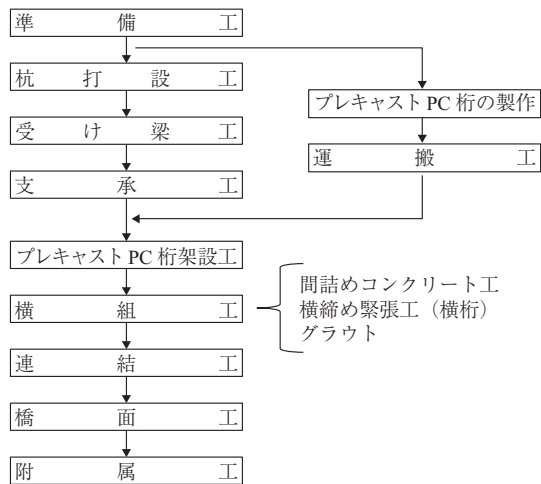 準備工
杭打設工
受け梁工
支承工
プレキャスト PC 桁の製作
運搬工
プレキャスト PC 桁架設工
横組工
間詰めコンクリート工
横締め緊張工（横桁）
グラウト
連結工
橋面工
附属工